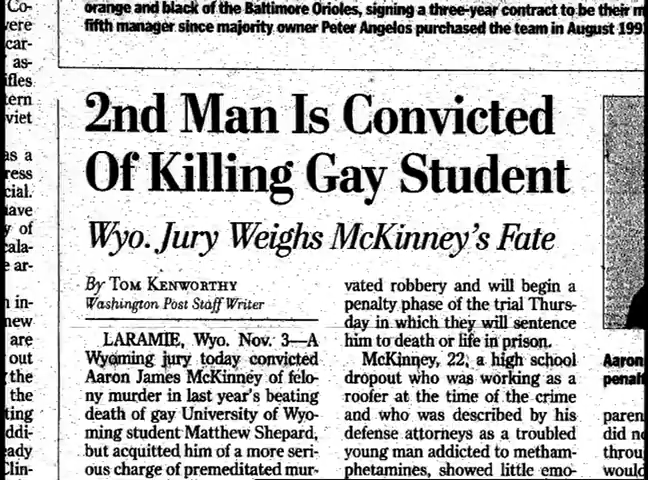 orange and black of the Baltimore Orioles, signing a three-year contract to be their
fifth manager since majority owner Peter Angelos purchased the team in August
2nd Man Is Convicted
Of Killing Gay Student
Wyo. Jury Weighs McKinney's Fate
By TOM KENWORTHY
Washington Post Staff Writer
LARAMIE, Wyo. Nov. 3—A
Wyoming jury today convicted
Aaron James McKinney of felo-
ny murder in last year's beating
death of gay University of Wyo-
ming student Matthew Shepard,
but acquitted him of a more seri-
ous charge of premeditated mur-
vated robbery and will begin a
penalty phase of the trial Thurs-
day in which they will sentence
him to death or life in prison.
McKinney, 22, a high school
dropout who was working as a
roofer at the time of the crime
and who was described by his
defense attorneys as a troubled
young man addicted to metham-
phetamines, showed little emo-
Aaron